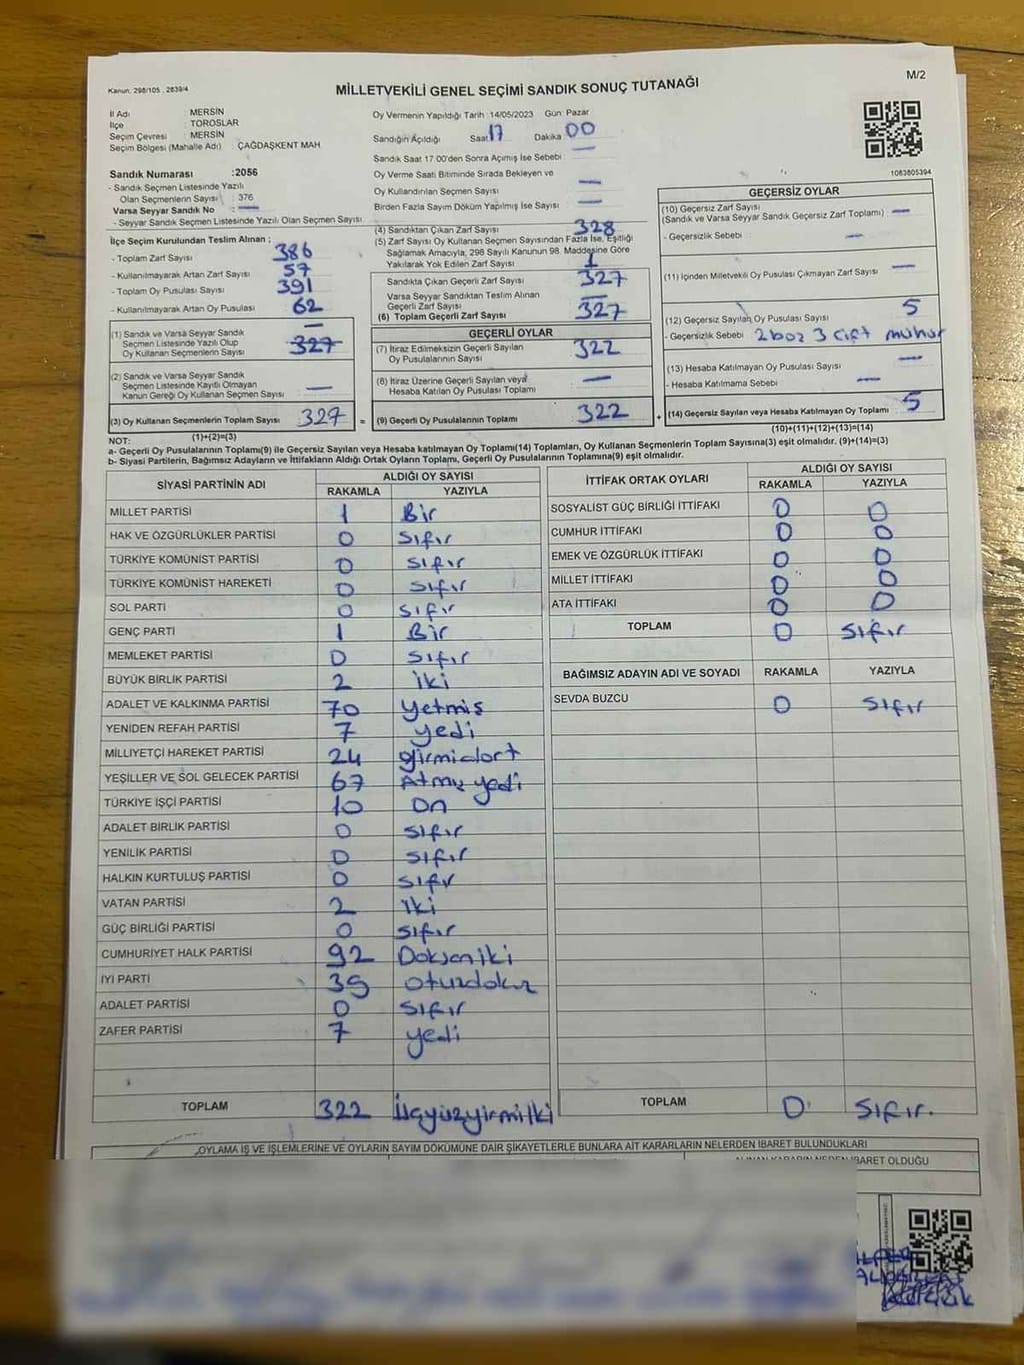 Kanun: 298/105 , 2839/4
MİLLETVEKİLİ GENEL SEÇİMİ SANDIK SONUÇ TUTANAĞI
M/2
İl Adı : MERSİN
İlçe : TOROSLAR
Seçim Çevresi : MERSİN
Seçim Bölgesi (Mahalle Adı) : ÇAĞDAŞKENT MAH
Oy Vermenin Yapıldığı Tarih :14/05/2023 Gün: Pazar
Sandığın Açıldığı Saat 17 Dakika 00
Sandık Saat 17.00'den Sonra Açımış İse Sebebi —
Oy Verme Saati Bitiminde Sırada Bekleyen ve
Oy Kullandırılan Seçmen Sayısı —
Birden Fazla Sayım Döküm Yapılmış İse Sayısı —
1083805394
Sandık Numarası :2056
- Sandık Seçmen Listesinde Yazılı
Olan Seçmenlerin Sayısı : 376
Varsa Seyyar Sandık No : —
- Seyyar Sandık Seçmen Listesinde Yazılı Olan Seçmen Sayısı
İlçe Seçim Kurulundan Teslim Alınan :
- Toplam Zarf Sayısı 386
- Kullanılmayarak Artan Zarf Sayısı 57
- Toplam Oy Pusulası Sayısı 391
- Kullanılmayarak Artan Oy Pusulası 62
(1) Sandık ve Varsa Seyyar Sandık
Seçmen Listesinde Yazılı Olup
Oy Kullanan Seçmenlerin Sayısı 327
(2) Sandık ve Varsa Seyyar Sandık
Seçmen Listesinde Kayıtlı Olmayan
Kanun Gereği Oy Kullanan Seçmen Sayısı —
(3) Oy Kullanan Seçmenlerin Toplam Sayısı 327
(1)+(2)=(3)
(4) Sandıktan Çıkan Zarf Sayısı 328
(5) Zarf Sayısı Oy Kullanan Seçmen Sayısından Fazla İse, Eşitliği
Sağlamak Amacıyla, 298 Sayılı Kanunun 98. Maddesine Göre
Yakılarak Yok Edilen Zarf Sayısı 1
Sandıkta Çıkan Geçerli Zarf Sayısı 327
Varsa Seyyar Sandıktan Teslim Alınan
Geçerli Zarf Sayısı —
(6) Toplam Geçerli Zarf Sayısı 327
GEÇERLİ OYLAR
(7) İtiraz Edilmeksizin Geçerli Sayılan
Oy Pusulalarının Sayısı 322
(8) İtiraz Üzerine Geçerli Sayılan veya
Hesaba Katılan Oy Pusulası Toplamı —
= (9) Geçerli Oy Pusulalarının Toplamı 322
GEÇERSİZ OYLAR
(10) Geçersiz Zarf Sayısı
(Sandık ve Varsa Seyyar Sandık Geçersiz Zarf Toplamı) —
- Geçersizlik Sebebi : —
(11) İçinden Milletvekili Oy Pusulası Çıkmayan Zarf Sayısı —
(12) Geçersiz Sayılan Oy Pusulası Sayısı 5
- Geçersizlik Sebebi 2 boz 3 Çift mühür
(13) Hesaba Katılmayan Oy Pusulası Sayısı —
- Hesaba Katılmama Sebebi —
+ (14) Geçersiz Sayılan veya Hesaba Katılmayan Oy Toplamı 5
(10)+(11)+(12)+(13)=(14)
NOT:
a- Geçerli Oy Pusulaları Toplamı(9) ile Geçersiz Sayılan veya Hesaba katılmayan Oy Toplamı(14) Toplamları, Oy Kullanan Seçmenlerin Toplam Sayısına(3) eşit olmalıdır. (9)+(14)=(3)
b- Siyasi Partilerin, Bağımsız Adayların ve İttifakların Aldığı Ortak Oyların Toplamı, Geçerli Oy Pusulalarının Toplamına(9) eşit olmalıdır.
SİYASİ PARTİNİN ADI ALDIĞI OY SAYISI
RAKAMLA YAZIYLA
MİLLET PARTİSİ 1 Bir
HAK VE ÖZGÜRLÜKLER PARTİSİ 0 Sıfır
TÜRKİYE KOMÜNİST PARTİSİ 0 Sıfır
TÜRKİYE KOMÜNİST HAREKETİ 0 Sıfır
SOL PARTİ 0 Sıfır
GENÇ PARTİ 1 Bir
MEMLEKET PARTİSİ 0 Sıfır
BÜYÜK BİRLİK PARTİSİ 2 iki
ADALET VE KALKINMA PARTİSİ 70 Yetmiş
YENİDEN REFAH PARTİSİ 7 yedi
MİLLİYETÇİ HAREKET PARTİSİ 24 yirmidört
YEŞİLLER VE SOL GELECEK PARTİSİ 67 Atmış yedi
TÜRKİYE İŞÇİ PARTİSİ 10 On
ADALET BİRLİK PARTİSİ 0 Sıfır
YENİLİK PARTİSİ 0 Sıfır
HALKIN KURTULUŞ PARTİSİ 0 Sıfır
VATAN PARTİSİ 2 İki
GÜÇ BİRLİĞİ PARTİSİ 0 Sıfır
CUMHURİYET HALK PARTİSİ 92 Doksaniki
İYİ PARTİ 39 Otuzdokuz
ADALET PARTİSİ 0 Sıfır
ZAFER PARTİSİ 7 yedi
TOPLAM 322 Üçyüzyirmiİki
İTTİFAK ORTAK OYLARI ALDIĞI OY SAYISI
RAKAMLA YAZIYLA
SOSYALİST GÜÇ BİRLİĞİ İTTİFAKI 0 0
CUMHUR İTTİFAKI 0 0
EMEK VE ÖZGÜRLÜK İTTİFAKI 0 0
MİLLET İTTİFAKI 0 0
ATA İTTİFAKI 0 0
TOPLAM 0 Sıfır
BAĞIMSIZ ADAYIN ADI VE SOYADI RAKAMLA YAZIYLA
SEVDA BUZCU 0 Sıfır
TOPLAM 0 Sıfır.
OYLAMA İŞ VE İŞLEMLERİNE VE OYLARIN SAYIM DÖKÜMÜNE DAİR ŞİKAYETLERLE BUNLARA AİT KARARLARIN NELERDEN İBARET BULUNDUKLARI
ALINAN KARARIN NEDEN İBARET OLDUĞU